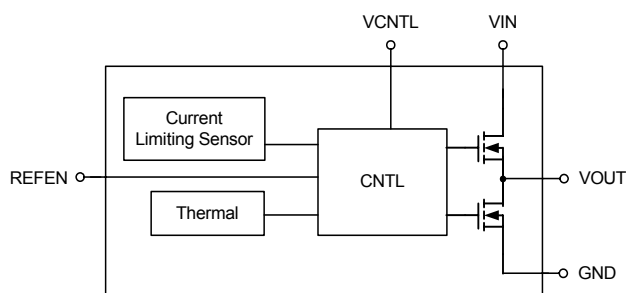 VCNTL
VIN
Current
Limiting Sensor
REFEN
CNTL
VOUT
Thermal
GND